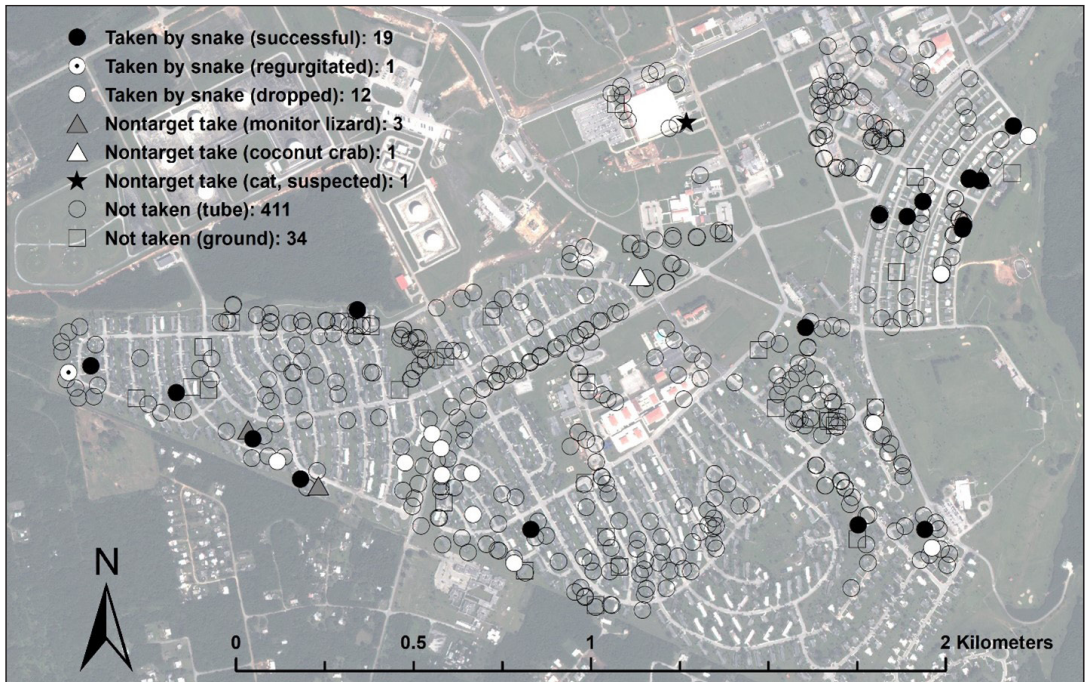 Taken by snake (successful): 19
Taken by snake (regurgitated): 1
Taken by snake (dropped): 12
Nontarget take (monitor lizard): 3
Nontarget take (coconut crab): 1
Nontarget take (cat, suspected): 1
Not taken (tube): 411
Not taken (ground): 34
N
0 0.5 1 2 Kilometers